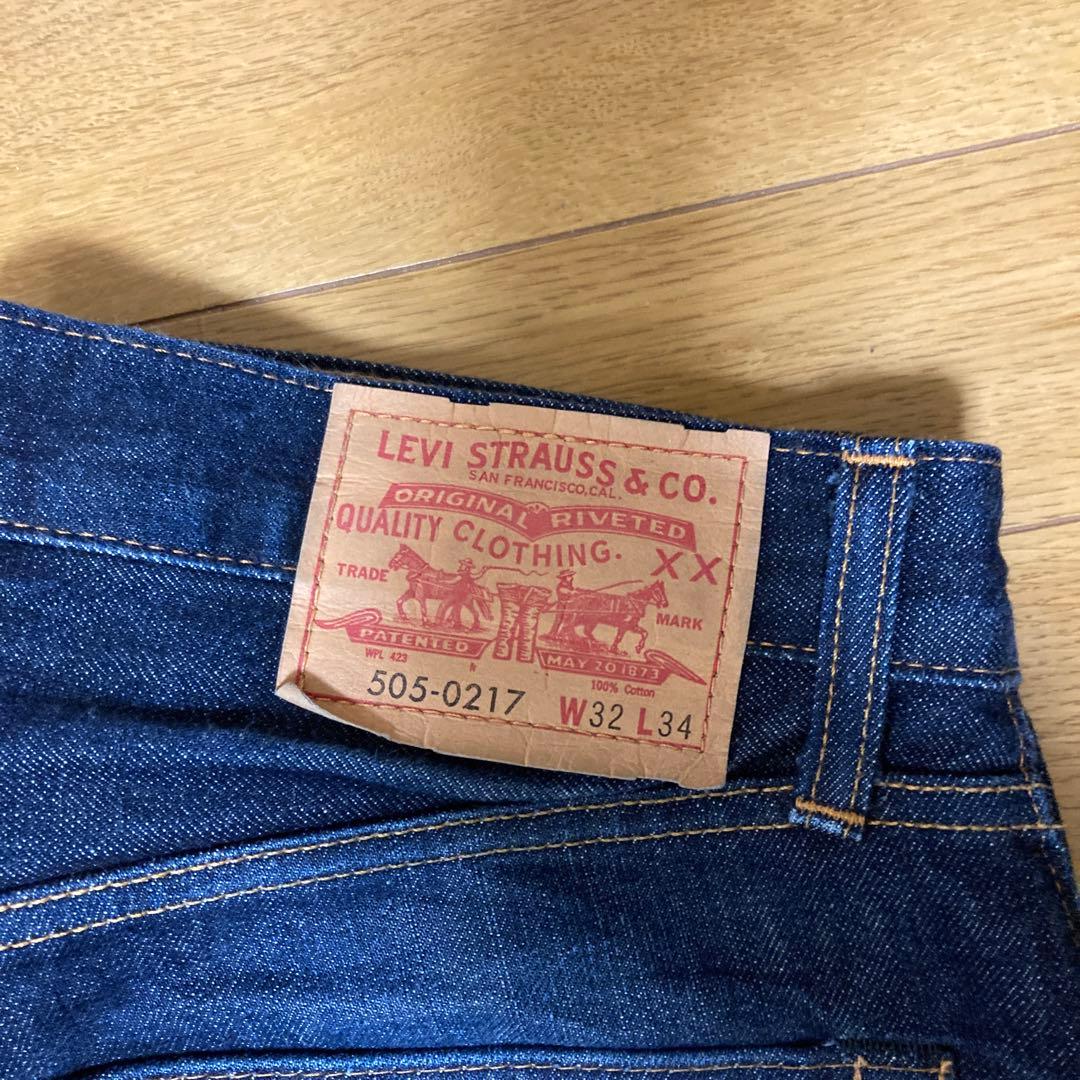 LEVI STRAUSS & CO.
SAN FRANCISCO, CAL.
ORIGINAL RIVETED
QUALITY CLOTHING. XX
TRADE MARK
PATENTED MAY 20 1873
WPL 423
100% Cotton
505-0217 W32 L34